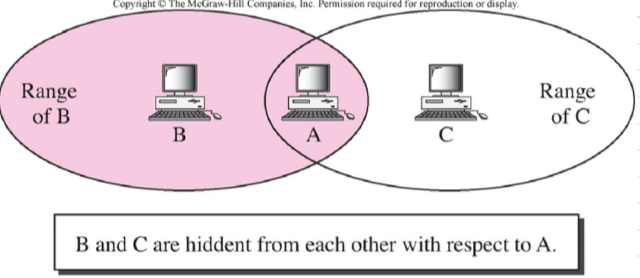 Copyright © The McGraw-Hill Companies, Inc. Permission required for reproduction or display.
Range
of B
B
A
C
Range
of C
B and C are hiddent from each other with respect to A.